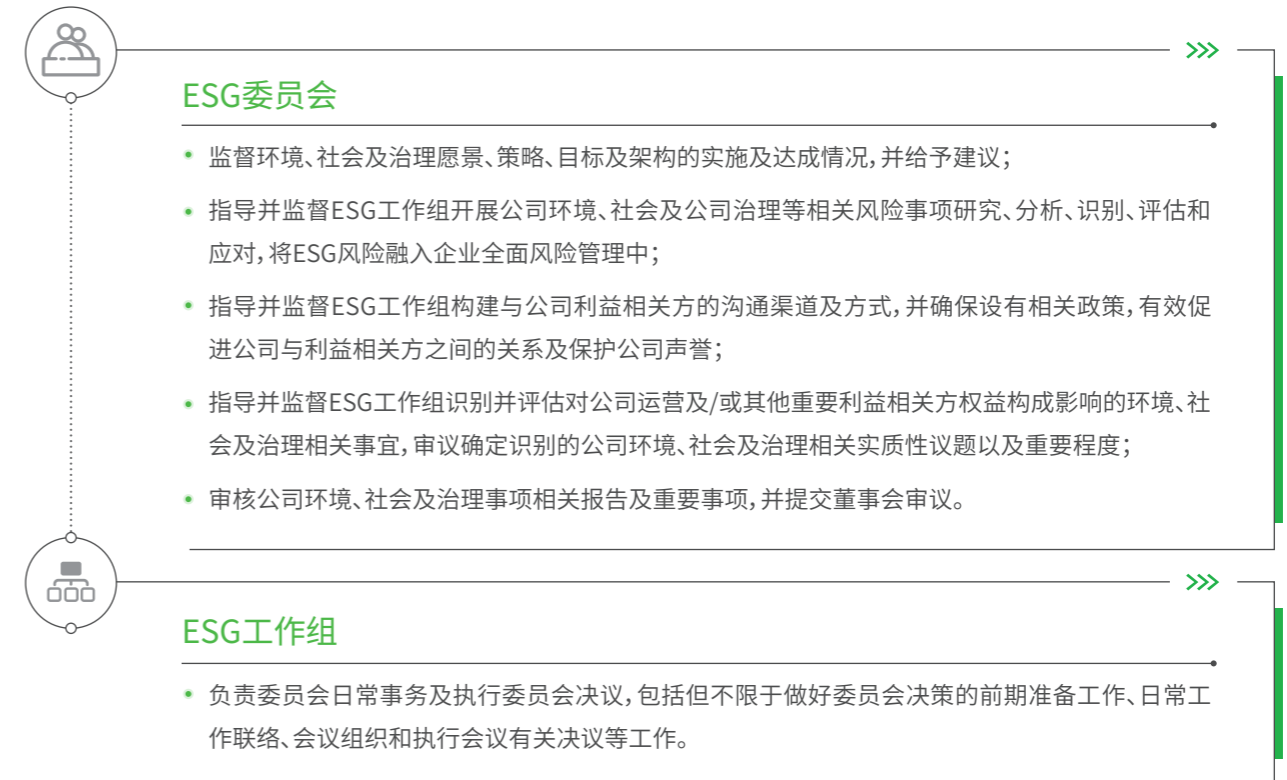 ESG委员会
监督环境、社会及治理愿景、策略、目标及架构的实施及达成情况，并给予建议；
指导并监督ESG工作组开展公司环境、社会及公司治理等相关风险事项研究、分析、识别、评估和
应对，将ESG风险融入企业全面风险管理中；
指导并监督ESG工作组构建与公司利益相关方的沟通渠道及方式，并确保设有相关政策，有效促
进公司与利益相关方之间的关系及保护公司声誉；
指导并监督ESG工作组识别并评估对公司运营及/或其他重要利益相关方权益构成影响的环境、社
会及治理相关事宜，审议确定识别的公司环境、社会及治理相关实质性议题以及重要程度；
审核公司环境、社会及治理事项相关报告及重要事项，并提交董事会审议。
ESG工作组
负责委员会日常事务及执行委员会决议，包括但不限于做好委员会决策的前期准备工作、日常工
作联络、会议组织和执行会议有关决议等工作。